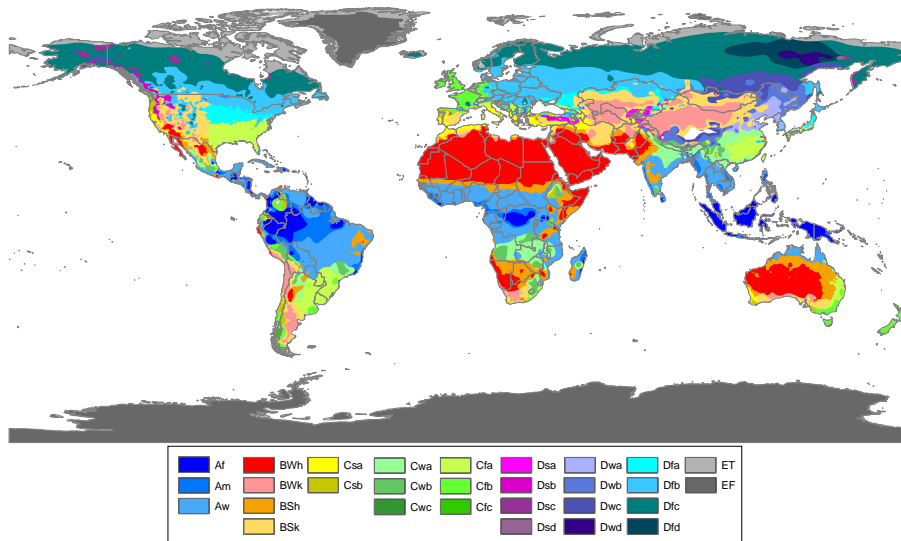 Af BWh Csa Cwa Cfa Dsa Dwa Dfa ET
Am BWk Csb Cwb Cfb Dsb Dwb Dfb EF
Aw BSh Cwc Cfc Dsc Dwc Dfc
BSk Dsd Dwd Dfd